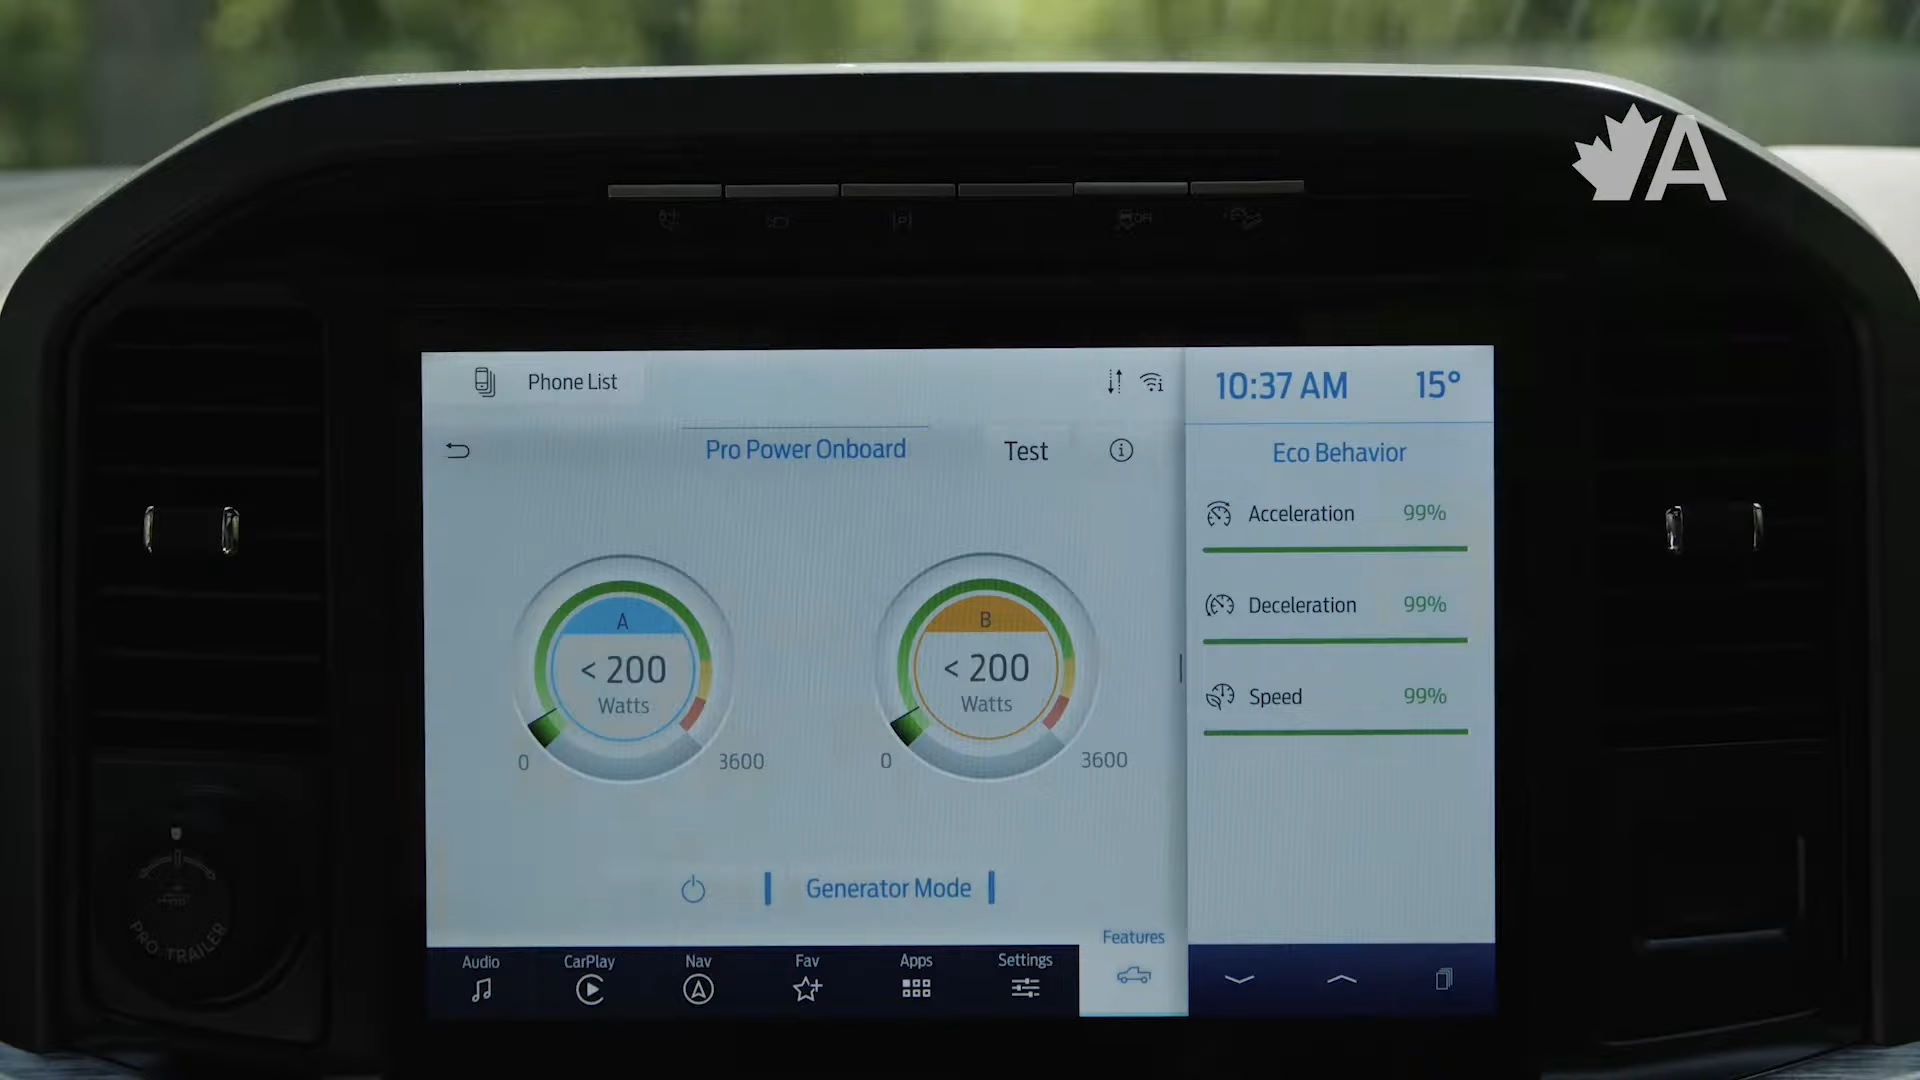 A
OFF
Phone List
10:37 AM 15°
Pro Power Onboard Test
Eco Behavior
Acceleration 99%
Deceleration 99%
Speed 99%
A
< 200
Watts
0 3600
B
< 200
Watts
0 3600
Generator Mode
Audio CarPlay Nav Fav Apps Settings Features
PRO-TRAILER